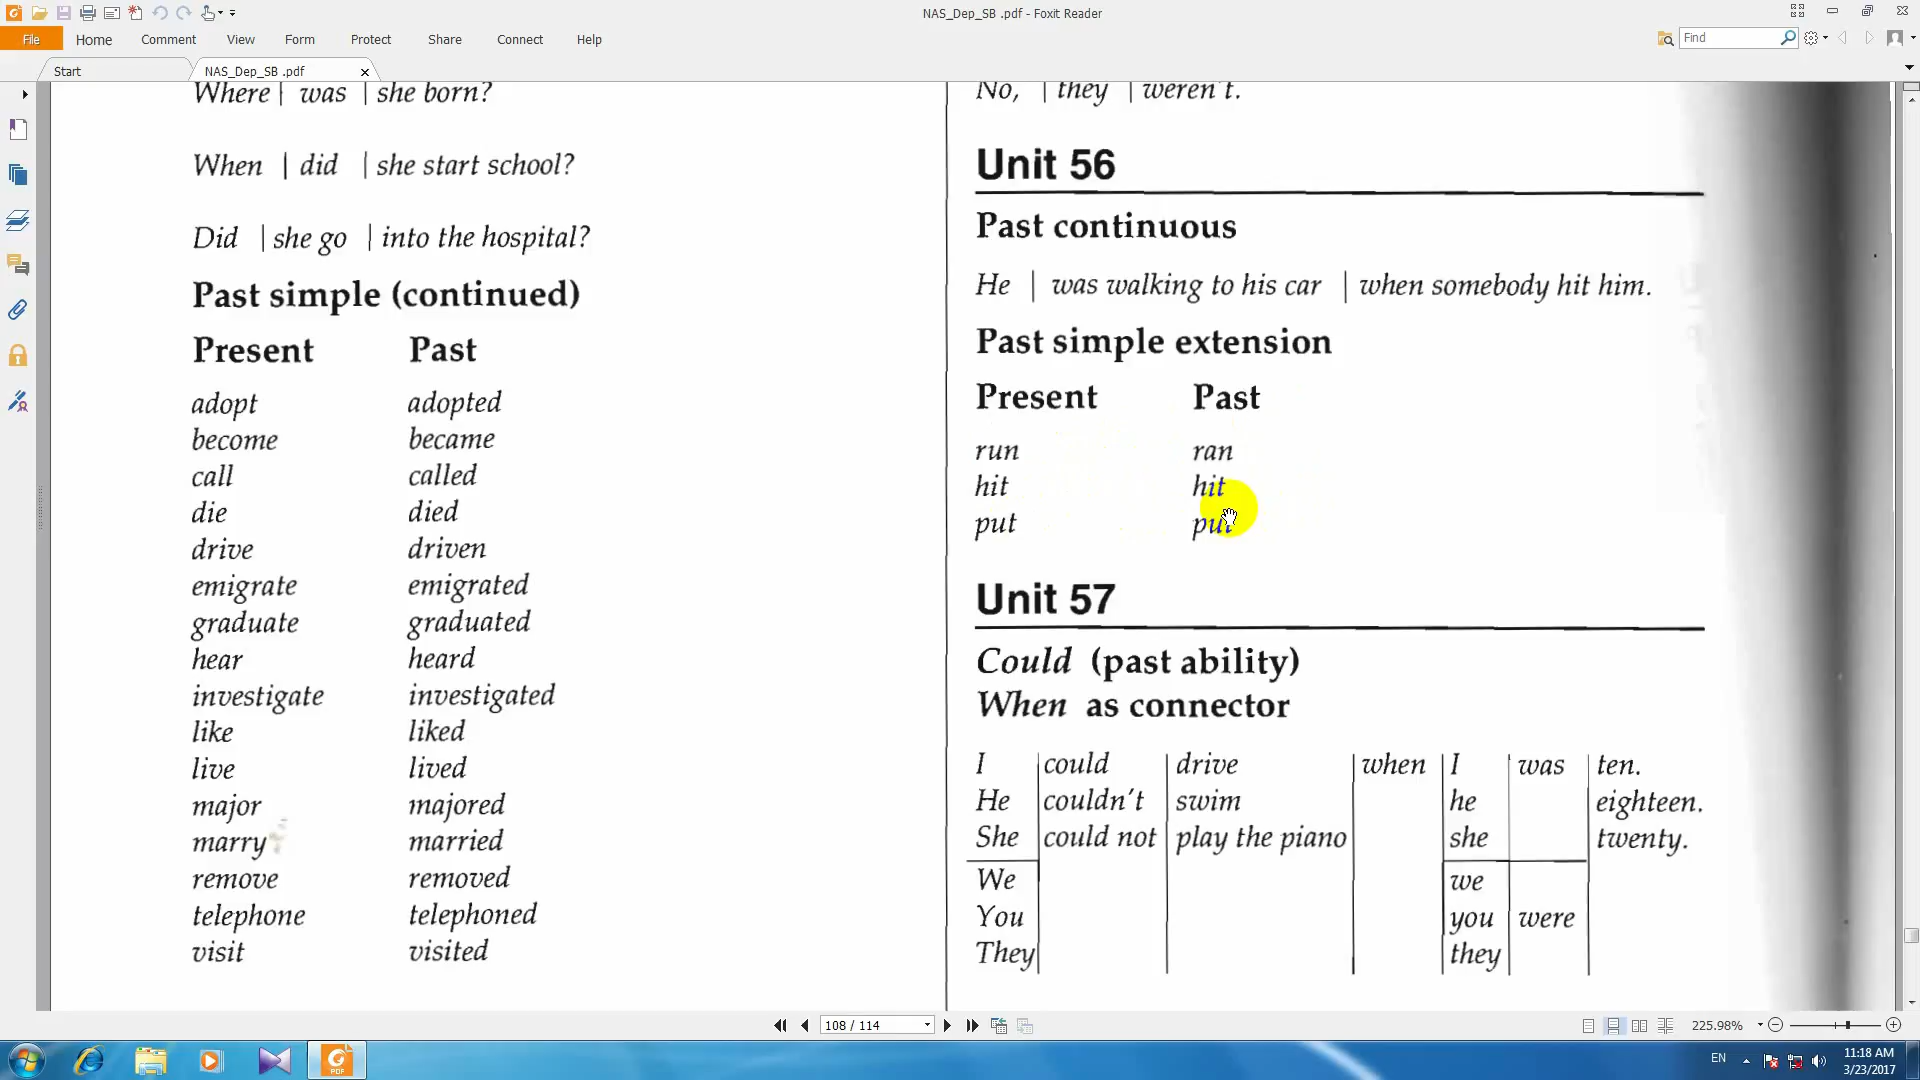 NAS_Dep_SB .pdf - Foxit Reader
File Home Comment View Form Protect Share Connect Help
Find
Start
NAS_Dep_SB .pdf
Where | was | she born?
When | did | she start school?
Did | she go | into the hospital?
Past simple (continued)
Present Past
adopt adopted
become became
call called
die died
drive driven
emigrate emigrated
graduate graduated
hear heard
investigate investigated
like liked
live lived
major majored
marry married
remove removed
telephone telephoned
visit visited
No, | they | weren't.
Unit 56
Past continuous
He | was walking to his car | when somebody hit him.
Past simple extension
Present Past
run ran
hit hit
put put
Unit 57
Could (past ability)
When as connector
I could drive when I was ten.
He couldn't swim he eighteen.
She could not play the piano she twenty.
We we
You you were
They they
108 / 114
225.98%
PDF
EN
11:18 AM
3/23/2017